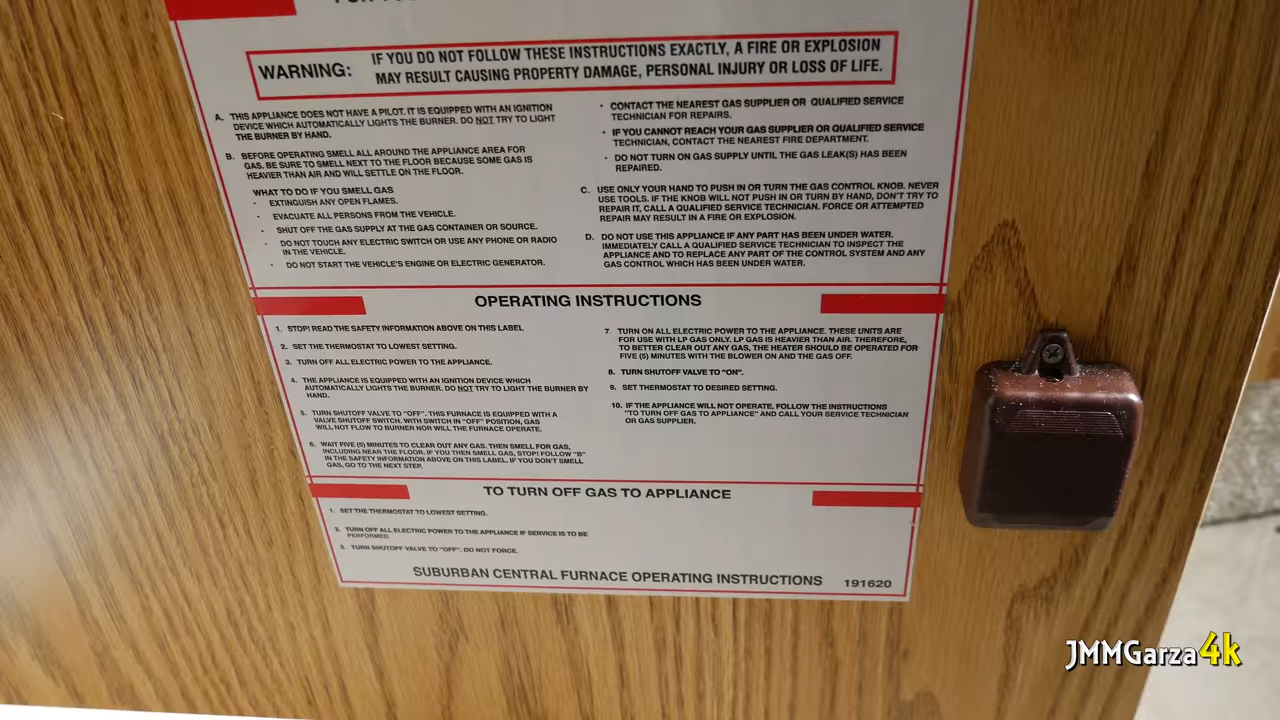 WARNING: IF YOU DO NOT FOLLOW THESE INSTRUCTIONS EXACTLY, A FIRE OR EXPLOSION
MAY RESULT CAUSING PROPERTY DAMAGE, PERSONAL INJURY OR LOSS OF LIFE.
A. THIS APPLIANCE DOES NOT HAVE A PILOT. IT IS EQUIPPED WITH AN IGNITION
DEVICE WHICH AUTOMATICALLY LIGHTS THE BURNER. DO NOT TRY TO LIGHT
THE BURNER BY HAND.
B. BEFORE OPERATING SMELL ALL AROUND THE APPLIANCE AREA FOR
GAS. BE SURE TO SMELL NEXT TO THE FLOOR BECAUSE SOME GAS IS
HEAVIER THAN AIR AND WILL SETTLE ON THE FLOOR.
WHAT TO DO IF YOU SMELL GAS
· EXTINGUISH ANY OPEN FLAMES.
· EVACUATE ALL PERSONS FROM THE VEHICLE.
· SHUT OFF THE GAS SUPPLY AT THE GAS CONTAINER OR SOURCE.
· DO NOT TOUCH ANY ELECTRIC SWITCH OR USE ANY PHONE OR RADIO
IN THE VEHICLE.
· DO NOT START THE VEHICLE'S ENGINE OR ELECTRIC GENERATOR.
· CONTACT THE NEAREST GAS SUPPLIER OR QUALIFIED SERVICE
TECHNICIAN FOR REPAIRS.
· IF YOU CANNOT REACH YOUR GAS SUPPLIER OR QUALIFIED SERVICE
TECHNICIAN, CONTACT THE NEAREST FIRE DEPARTMENT.
· DO NOT TURN ON GAS SUPPLY UNTIL THE GAS LEAK(S) HAS BEEN
REPAIRED.
C. USE ONLY YOUR HAND TO PUSH IN OR TURN THE GAS CONTROL KNOB. NEVER
USE TOOLS. IF THE KNOB WILL NOT PUSH IN OR TURN BY HAND, DON'T TRY TO
REPAIR IT, CALL A QUALIFIED SERVICE TECHNICIAN. FORCE OR ATTEMPTED
REPAIR MAY RESULT IN A FIRE OR EXPLOSION.
D. DO NOT USE THIS APPLIANCE IF ANY PART HAS BEEN UNDER WATER.
IMMEDIATELY CALL A QUALIFIED SERVICE TECHNICIAN TO INSPECT THE
APPLIANCE AND TO REPLACE ANY PART OF THE CONTROL SYSTEM AND ANY
GAS CONTROL WHICH HAS BEEN UNDER WATER.
OPERATING INSTRUCTIONS
1. STOP! READ THE SAFETY INFORMATION ABOVE ON THIS LABEL
2. SET THE THERMOSTAT TO LOWEST SETTING.
3. TURN OFF ALL ELECTRIC POWER TO THE APPLIANCE.
4. THE APPLIANCE IS EQUIPPED WITH AN IGNITION DEVICE WHICH
AUTOMATICALLY LIGHTS THE BURNER. DO NOT TRY TO LIGHT THE BURNER BY
HAND.
5. TURN SHUTOFF VALVE TO "OFF". THIS FURNACE IS EQUIPPED WITH A
VALVE SHUTOFF SWITCH. WITH SWITCH IN "OFF" POSITION, GAS
WILL NOT FLOW TO BURNER NOR WILL THE FURNACE OPERATE.
6. WAIT FIVE (5) MINUTES TO CLEAR OUT ANY GAS. THEN SMELL FOR GAS,
INCLUDING NEAR THE FLOOR. IF YOU THEN SMELL GAS, STOP! FOLLOW "B"
IN THE SAFETY INFORMATION ABOVE ON THIS LABEL. IF YOU DON'T SMELL
GAS, GO TO THE NEXT STEP.
7 TURN ON ALL ELECTRIC POWER TO THE APPLIANCE. THESE UNITS ARE
FOR USE WITH LP GAS ONLY. LP GAS IS HEAVIER THAN AIR. THEREFORE,
TO BETTER CLEAR OUT ANY GAS, THE HEATER SHOULD BE OPERATED FOR
FIVE (5) MINUTES WITH THE BLOWER ON AND THE GAS OFF.
8. TURN SHUTOFF VALVE TO "ON".
9. SET THERMOSTAT TO DESIRED SETTING.
10. IF THE APPLIANCE WILL NOT OPERATE, FOLLOW THE INSTRUCTIONS
"TO TURN OFF GAS TO APPLIANCE" AND CALL YOUR SERVICE TECHNICIAN
OR GAS SUPPLIER.
TO TURN OFF GAS TO APPLIANCE
1. SET THE THERMOSTAT TO LOWEST SETTING.
2. TURN OFF ALL ELECTRIC POWER TO THE APPLIANCE IF SERVICE IS TO BE
PERFORMED.
3. TURN SHUTOFF VALVE TO "OFF". DO NOT FORCE.
SUBURBAN CENTRAL FURNACE OPERATING INSTRUCTIONS 191620
JMMGarza4k